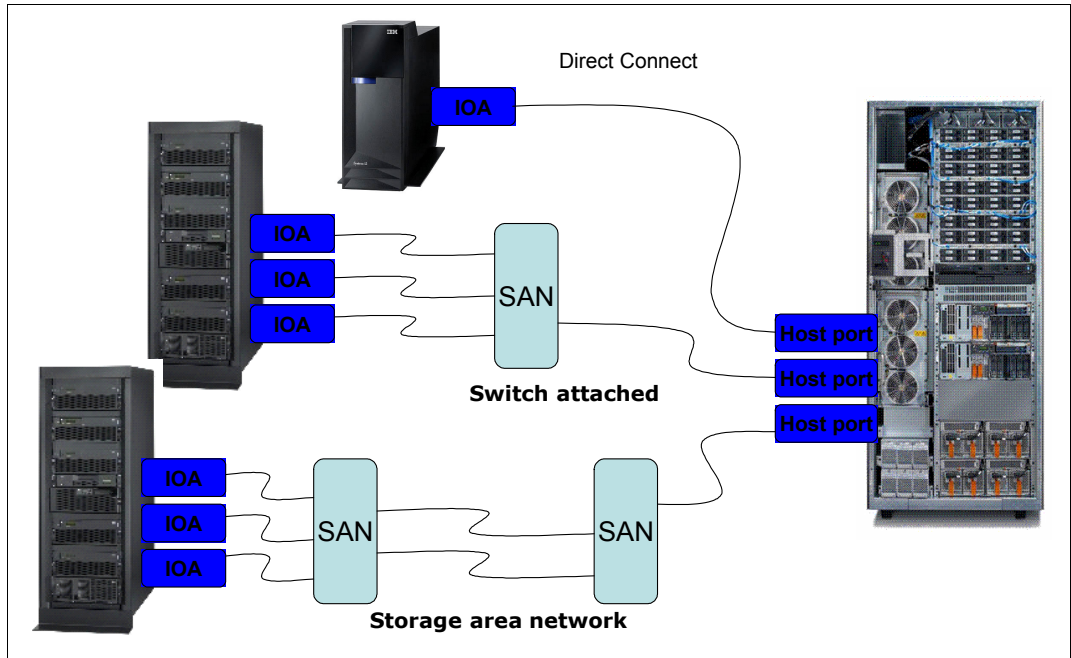 IBM
Direct Connect
IOA
IOA
IOA
IOA
SAN
Host port
Host port
Host port
Switch attached
IOA
IOA
IOA
SAN
SAN
Storage area network